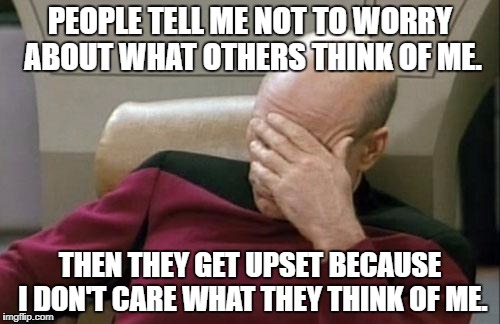 PEOPLE TELL ME NOT TO WORRY
ABOUT WHAT OTHERS THINK OF ME.
THEN THEY GET UPSET BECAUSE
I DON'T CARE WHAT THEY THINK OF ME.
imgflip.com